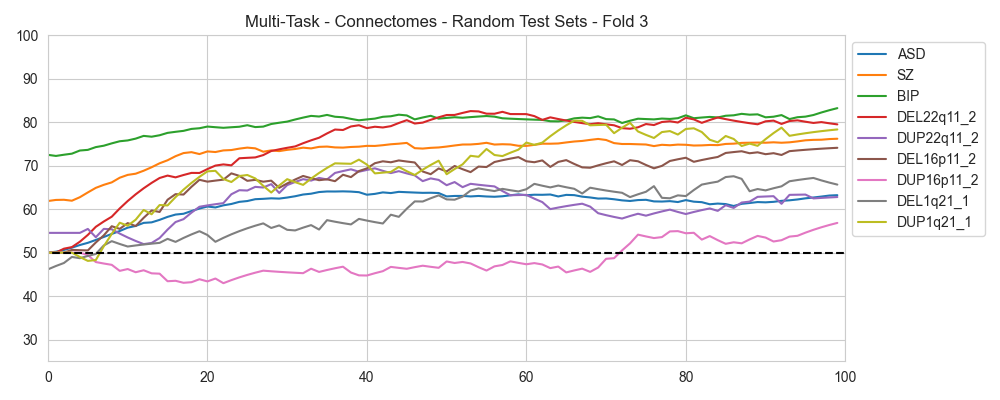 Multi-Task - Connectomes - Random Test Sets - Fold 3
100
90
80
70
60
50
40
30
0
20
40
60
80
100
ASD
SZ
BIP
DEL22q11_2
DUP22q11_2
DEL16p11_2
DUP16p11_2
DEL1q21_1
DUP1q21_1